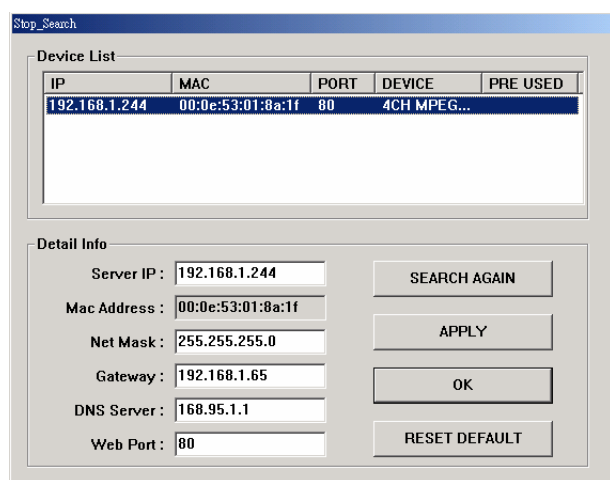 Stop_Search
Device List
IP MAC PORT DEVICE PRE USED
192.168.1.244 00:0e:53:01:8a:1f 80 4CH MPEG...
Detail Info
Server IP : 192.168.1.244
SEARCH AGAIN
Mac Address : 00:0e:53:01:8a:1f
Net Mask : 255.255.255.0
APPLY
Gateway : 192.168.1.65
OK
DNS Server : 168.95.1.1
Web Port : 80
RESET DEFAULT